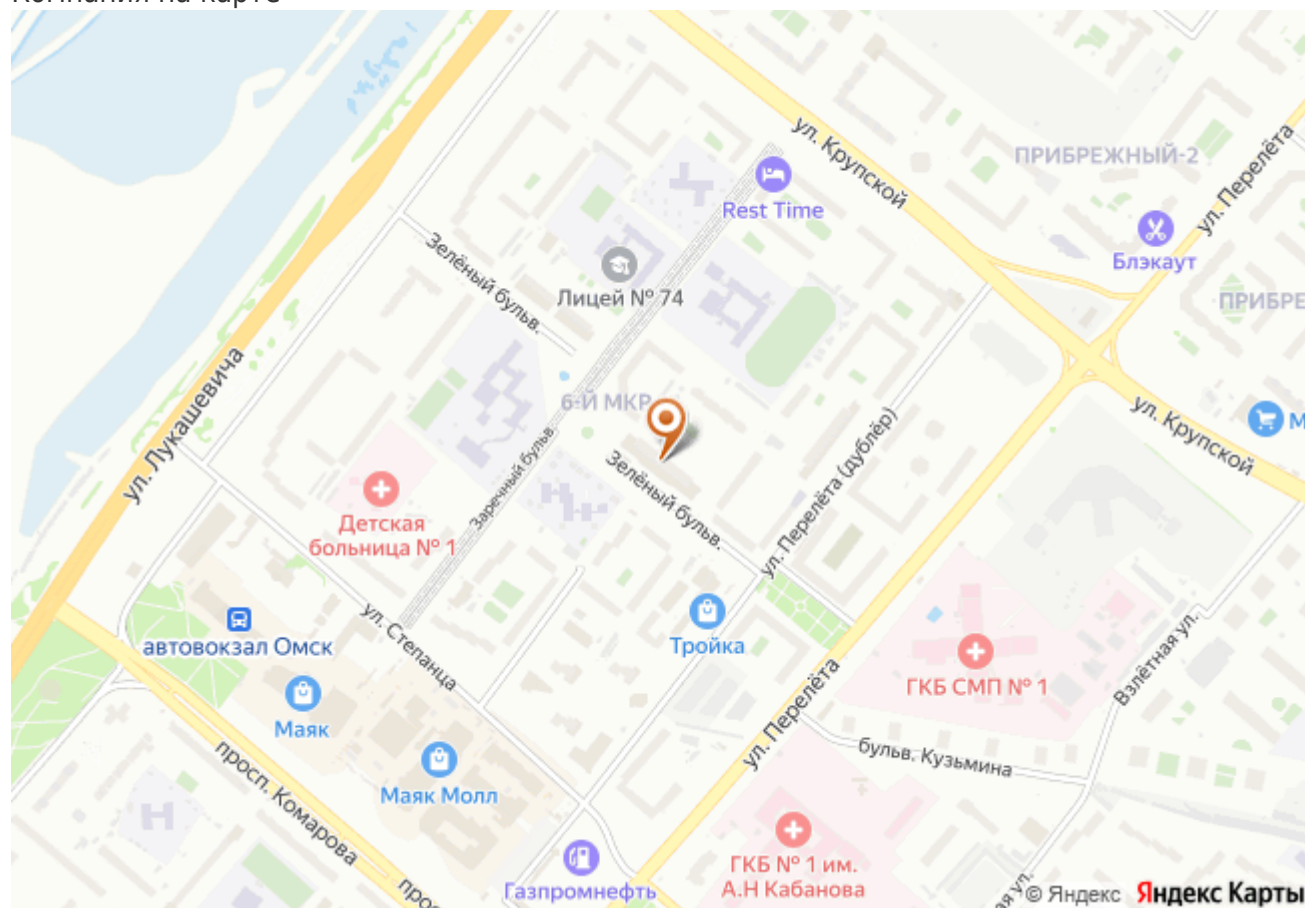 ул. Крупской
ПРИБРЕЖНЫЙ-2
ул. Перелёта
Rest Time
Блэкаут
Зелёный бульв.
Лицей № 74
ПРИБРЕ
ул. Лукашевича
6-Й МКР
ул. Крупской
М
Заречный бульв.
Зелёный бульв.
ул. Перелёта (дублёр)
Детская
больница № 1
автовокзал Омск
ул. Степанца
Тройка
ГКБ СМП № 1
Взлётная ул.
Маяк
ул. Перелёта
бульв. Кузьмина
просп. Комарова
Маяк Молл
ГКБ № 1 им.
А.Н Кабанова
Газпромнефть
прос
ая ул.
© Яндекс Яндекс Карты